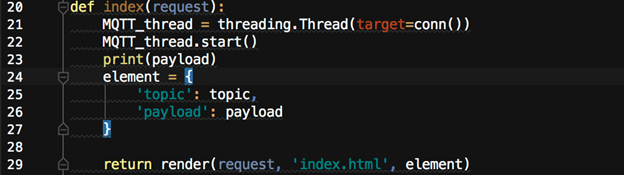 20 def index(request):
21 MQTT_thread = threading.Thread(target=conn())
22 MQTT_thread.start()
23 print(payload)
24 element = {
25 'topic': topic,
26 'payload': payload
27 }
28
29 return render(request, 'index.html', element)